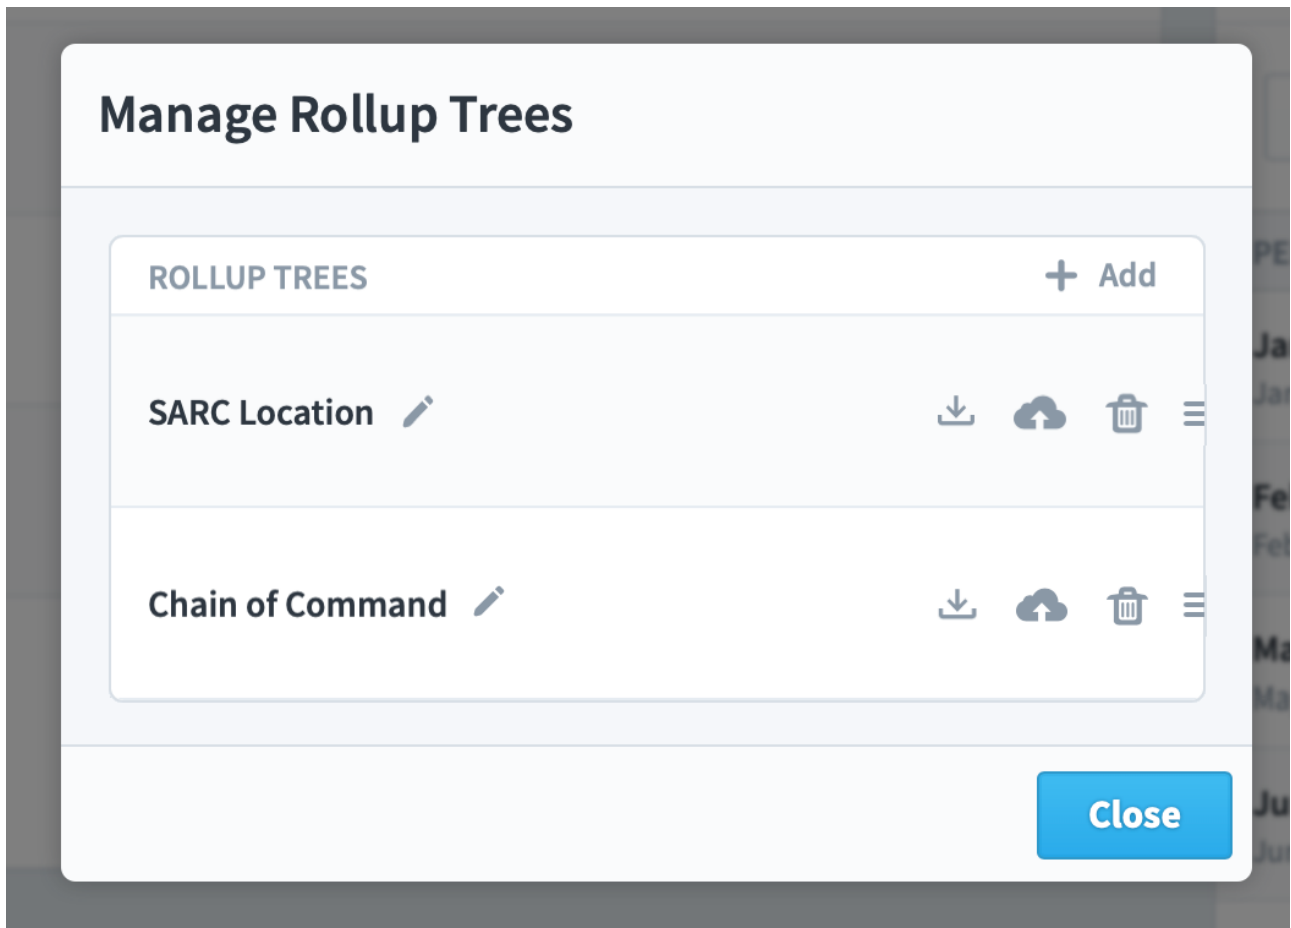 Manage Rollup Trees
ROLLUP TREES
Add
SARC Location
Chain of Command
Close